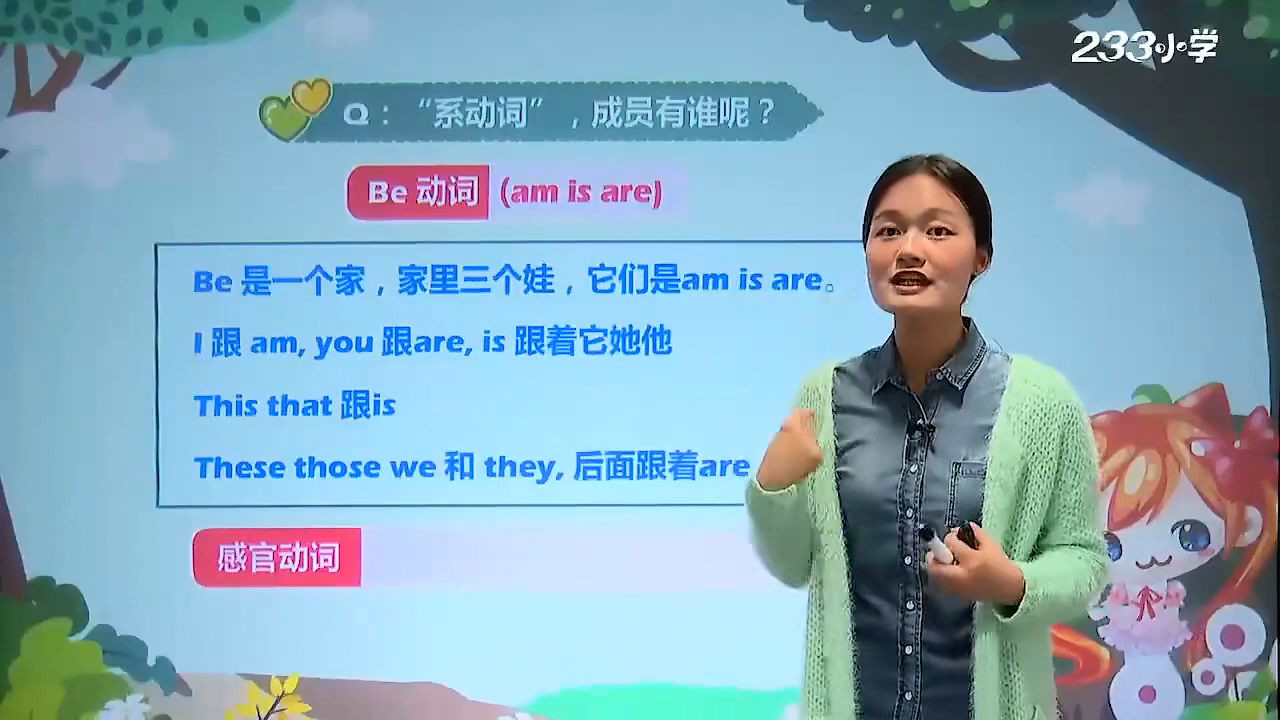 233小学
Q：“系动词”，成员有谁呢？
Be 动词 (am is are)
Be 是一个家，家里三个娃，它们是am is are。
I 跟 am, you 跟are, is 跟着它她他
This that 跟is
These those we 和 they, 后面跟着are
感官动词